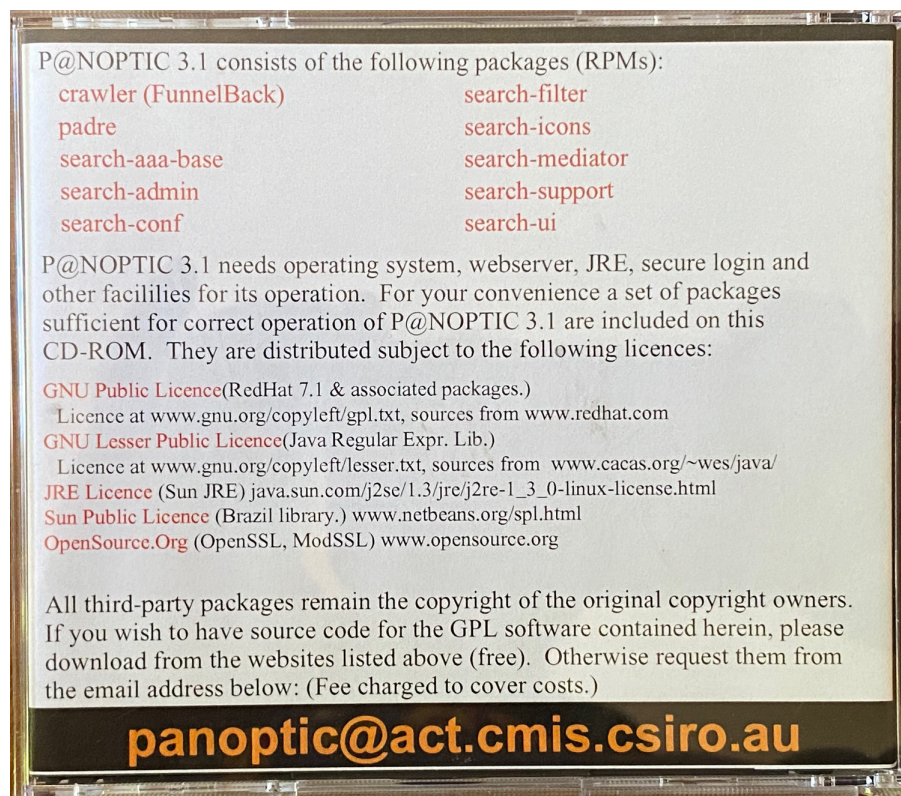 P@NOPTIC 3.1 consists of the following packages (RPMs):
crawler (FunnelBack) search-filter
padre search-icons
search-aaa-base search-mediator
search-admin search-support
search-conf search-ui
P@NOPTIC 3.1 needs operating system, webserver, JRE, secure login and
other facililies for its operation. For your convenience a set of packages
sufficient for correct operation of P@NOPTIC 3.1 are included on this
CD-ROM. They are distributed subject to the following licences:
GNU Public Licence(RedHat 7.1 & associated packages.)
Licence at www.gnu.org/copyleft/gpl.txt, sources from www.redhat.com
GNU Lesser Public Licence(Java Regular Expr. Lib.)
Licence at www.gnu.org/copyleft/lesser.txt, sources from www.cacas.org/~wes/java/
JRE Licence (Sun JRE) java.sun.com/j2se/1.3/jre/j2re-1_3_0-linux-license.html
Sun Public Licence (Brazil library.) www.netbeans.org/spl.html
OpenSource.Org (OpenSSL, ModSSL) www.opensource.org
All third-party packages remain the copyright of the original copyright owners.
If you wish to have source code for the GPL software contained herein, please
download from the websites listed above (free). Otherwise request them from
the email address below: (Fee charged to cover costs.)
panoptic@act.cmis.csiro.au